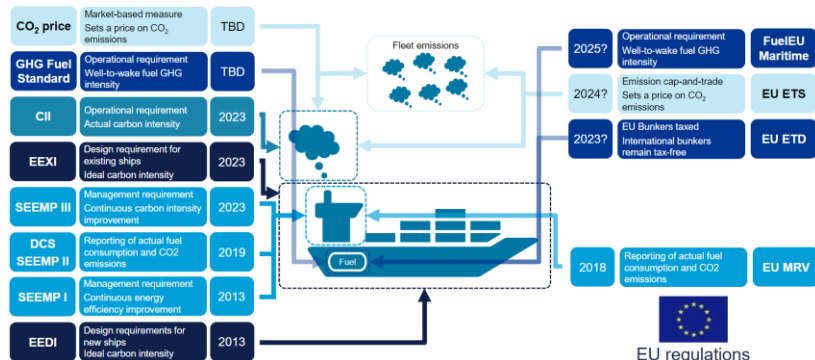 CO₂ price
Market-based measure
Sets a price on CO₂
emissions
TBD
GHG Fuel
Standard
Operational requirement
Well-to-wake fuel GHG
intensity
TBD
CII
Operational requirement
Actual carbon intensity
2023
EEXI
Design requirement for
existing ships
Ideal carbon intensity
2023
SEEMP III
Management requirement
Continuous carbon intensity
improvement
2023
DCS
SEEMP II
Reporting of actual fuel
consumption and CO2
emissions
2019
SEEMP I
Management requirement
Continuous energy
efficiency improvement
2013
EEDI
Design requirements for
new ships
Ideal carbon intensity
2013
Fleet emissions
Fuel
2025?
Operational requirement
Well-to-wake fuel GHG
intensity
FuelEU
Maritime
2024?
Emission cap-and-trade
Sets a price on CO₂
emissions
EU ETS
2023?
EU Bunkers taxed
International bunkers
remain tax-free
EU ETD
2018
Reporting of actual fuel
consumption and CO2
emissions
EU MRV
EU regulations